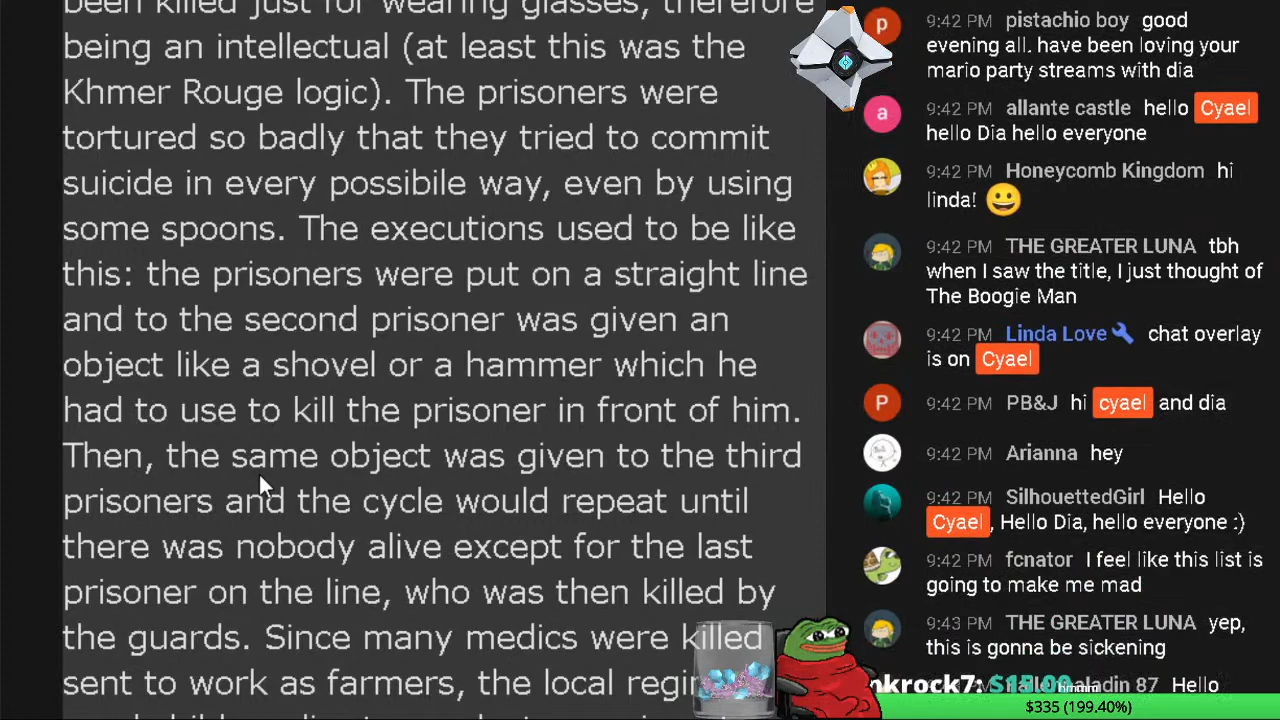 been killed just for wearing glasses, therefore
being an intellectual (at least this was the
Khmer Rouge logic). The prisoners were
tortured so badly that they tried to commit
suicide in every possibile way, even by using
some spoons. The executions used to be like
this: the prisoners were put on a straight line
and to the second prisoner was given an
object like a shovel or a hammer which he
had to use to kill the prisoner in front of him.
Then, the same object was given to the third
prisoners and the cycle would repeat until
there was nobody alive except for the last
prisoner on the line, who was then killed by
the guards. Since many medics were killed
sent to work as farmers, the local
p
9:42 PM pistachio boy good
evening all. have been loving your
mario party streams with dia
a
9:42 PM allante castle hello Cyael
hello Dia hello everyone
9:42 PM Honeycomb Kingdom hi
linda!
9:42 PM THE GREATER LUNA tbh
when I saw the title, I just thought of
The Boogie Man
9:42 PM Linda Love chat overlay
is on Cyael
P
9:42 PM PB&J hi cyael and dia
9:42 PM Arianna hey
9:42 PM SilhouettedGirl Hello
Cyael, Hello Dia, hello everyone :)
9:42 PM fcnator I feel like this list is
going to make me mad
9:43 PM THE GREATER LUNA yep,
this is gonna be sickening
nkrock7: $15.00
87 Hello
$335 (199.40%)